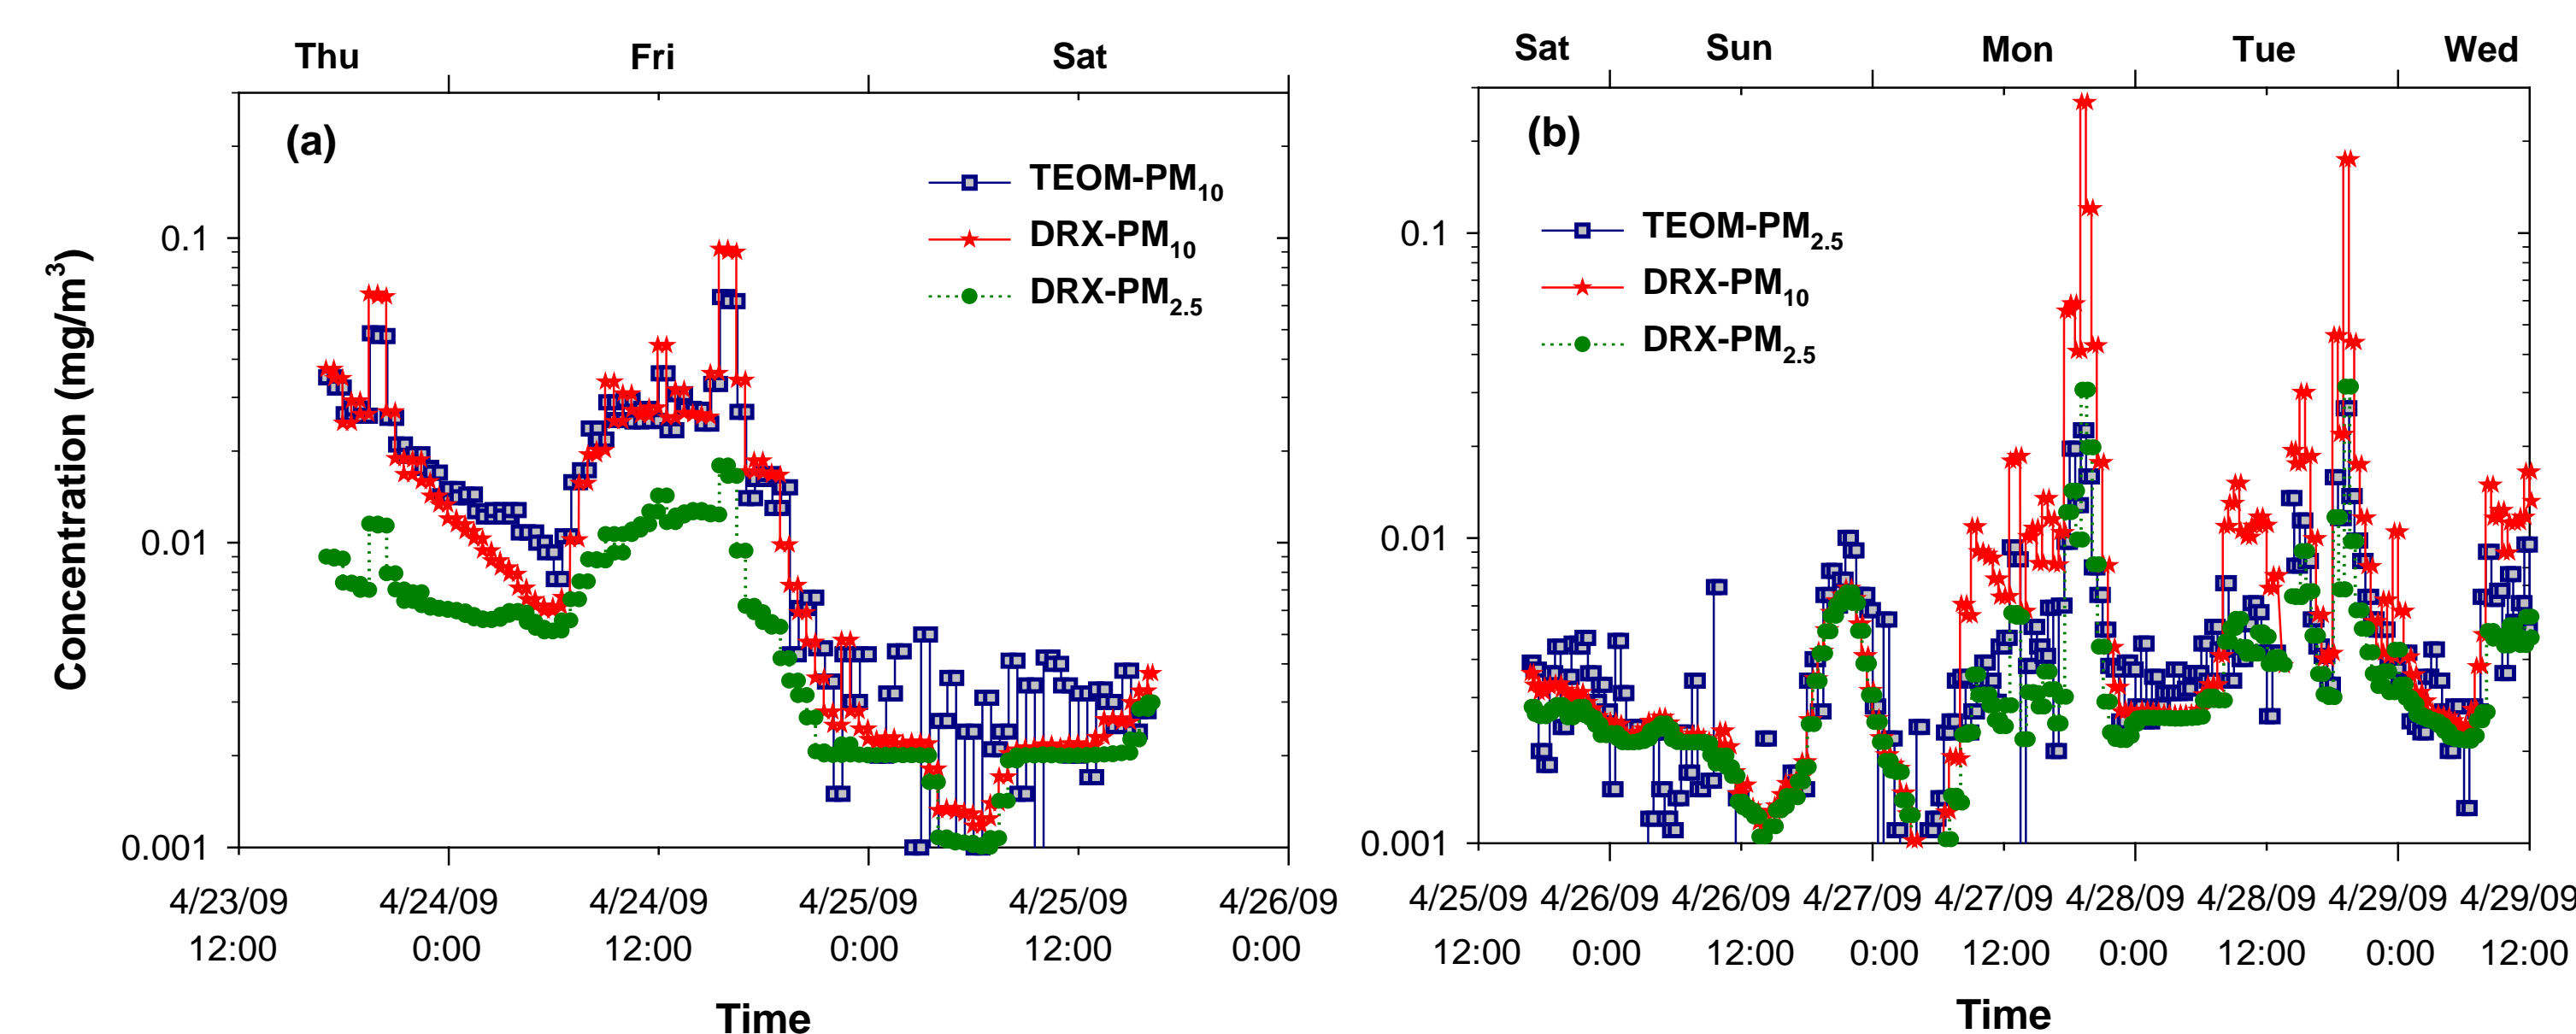 Thu Fri Sat
(a)
TEOM-PM10
DRX-PM10
DRX-PM2.5
Concentration (mg/m3)
0.1
0.01
0.001
4/23/09 4/24/09 4/24/09 4/25/09 4/25/09 4/26/09
12:00 0:00 12:00 0:00 12:00 0:00
Time
Sat Sun Mon Tue Wed
(b)
TEOM-PM2.5
DRX-PM10
DRX-PM2.5
0.1
0.01
0.001
4/25/09 4/26/09 4/26/09 4/27/09 4/27/09 4/28/09 4/28/09 4/29/09 4/29/09
12:00 0:00 12:00 0:00 12:00 0:00 12:00 0:00 12:00
Time